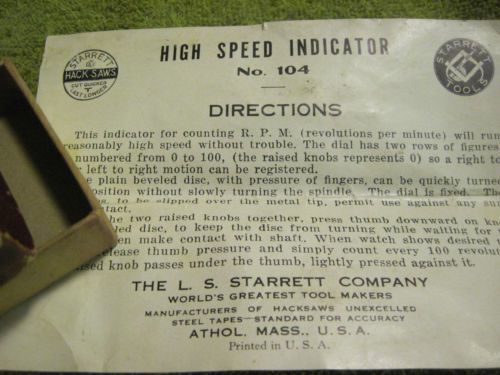 HIGH SPEED INDICATOR
No. 104
STARRETT
HACK SAWS
CUT QUICKER
LAST LONGER
STARRETT
TOOLS
DIRECTIONS
This indicator for counting R. P. M. (revolutions per minute) will run
reasonably high speed without trouble. The dial has two rows of figures
numbered from 0 to 100, (the raised knobs represents 0) so a right to
or left to right motion can be registered.
he plain beveled disc, with pressure of fingers, can be quickly turned
position without slowly turning the spindle. The dial is fixed.
to be slipped over the metal tip, permit use against any
contact.
the two raised knobs together, press thumb downward on
led disc, to keep the disc from turning while waiting for
en make contact with shaft. When watch shows desired
release thumb pressure and simply count every 100
ised knob passes under the thumb, lightly pressed against it.
THE L. S. STARRETT COMPANY
WORLD'S GREATEST TOOL MAKERS
MANUFACTURERS OF HACKSAWS UNEXCELLED
STEEL TAPES—STANDARD FOR ACCURACY
ATHOL, MASS., U. S. A.
Printed in U. S. A.